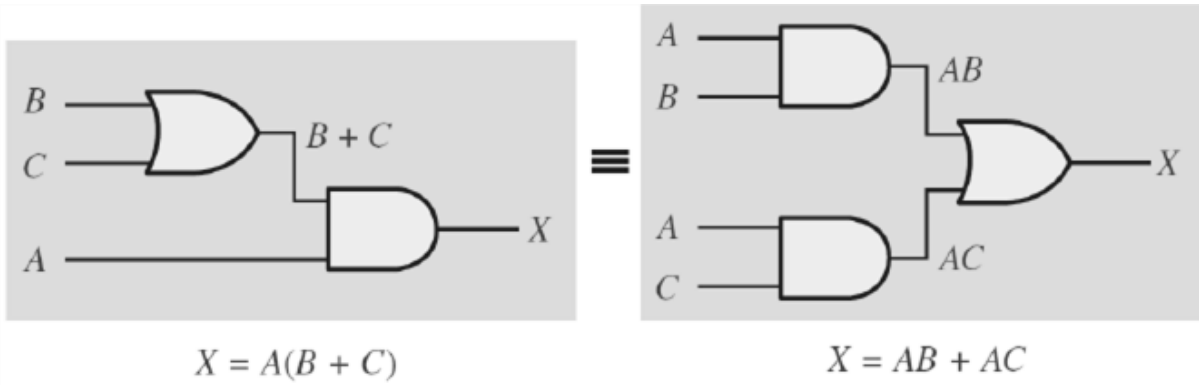 B
C
B + C
A
X
X = A(B + C)
≡
A
B
AB
X
A
C
AC
X = AB + AC